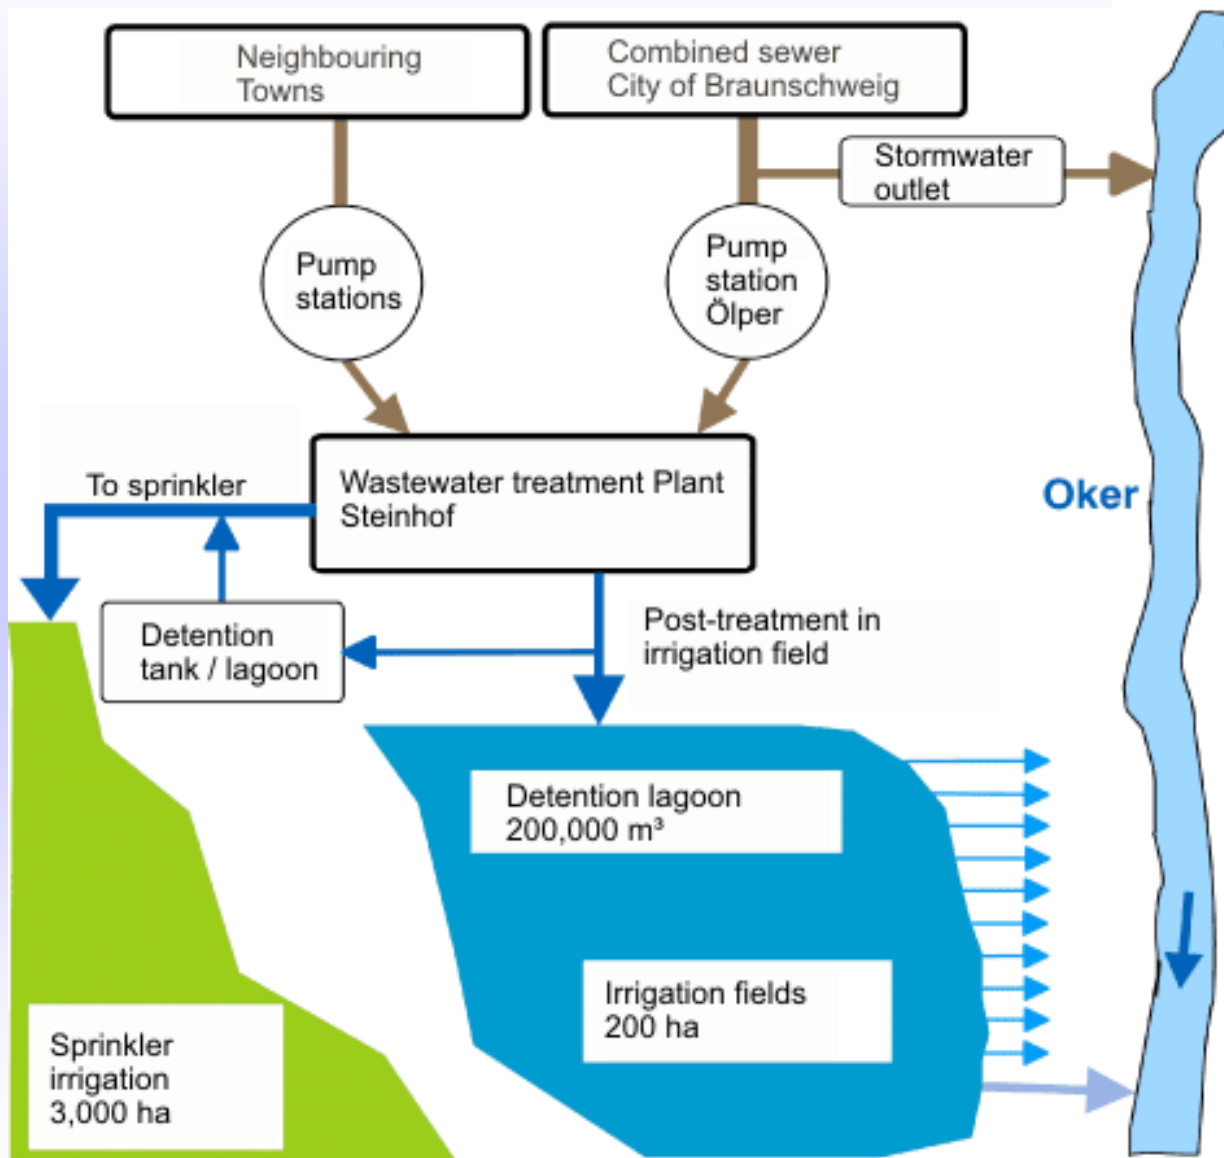 Neighbouring
Towns
Combined sewer
City of Braunschweig
Stormwater
outlet
Pump
stations
Pump
station
Ölper
To sprinkler
Wastewater treatment Plant
Steinhof
Oker
Detention
tank / lagoon
Post-treatment in
irrigation field
Detention lagoon
200,000 m³
Irrigation fields
200 ha
Sprinkler
irrigation
3,000 ha